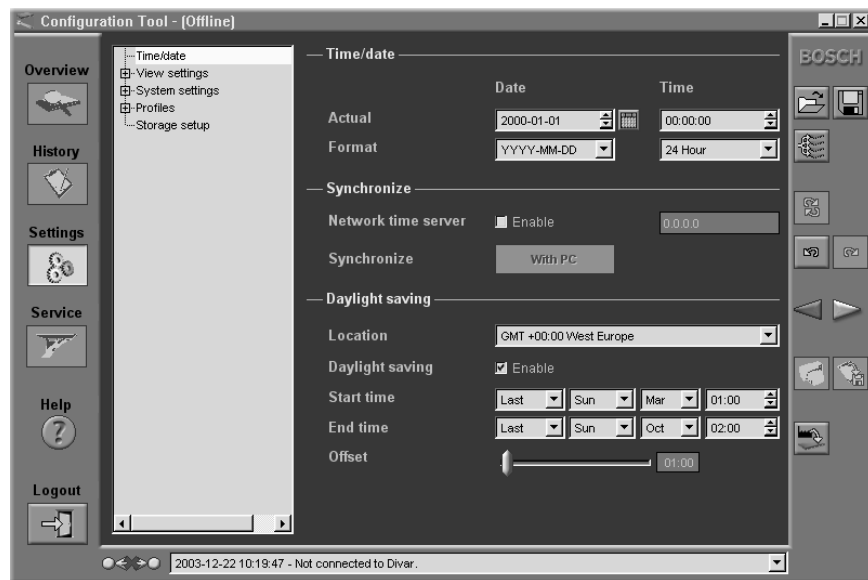 Configuration Tool - (Offline)
BOSCH
Overview
History
Settings
Service
Help
?
Logout
Time/date
View settings
System settings
Profiles
Storage setup
Time/date
Date Time
Actual 2000-01-01 00:00:00
Format YYYY-MM-DD 24 Hour
Synchronize
Network time server Enable 0.0.0.0
Synchronize With PC
Daylight saving
Location GMT +00:00 West Europe
Daylight saving Enable
Start time Last Sun Mar 01:00
End time Last Sun Oct 02:00
Offset 01:00
2003-12-22 10:19:47 - Not connected to Divar.